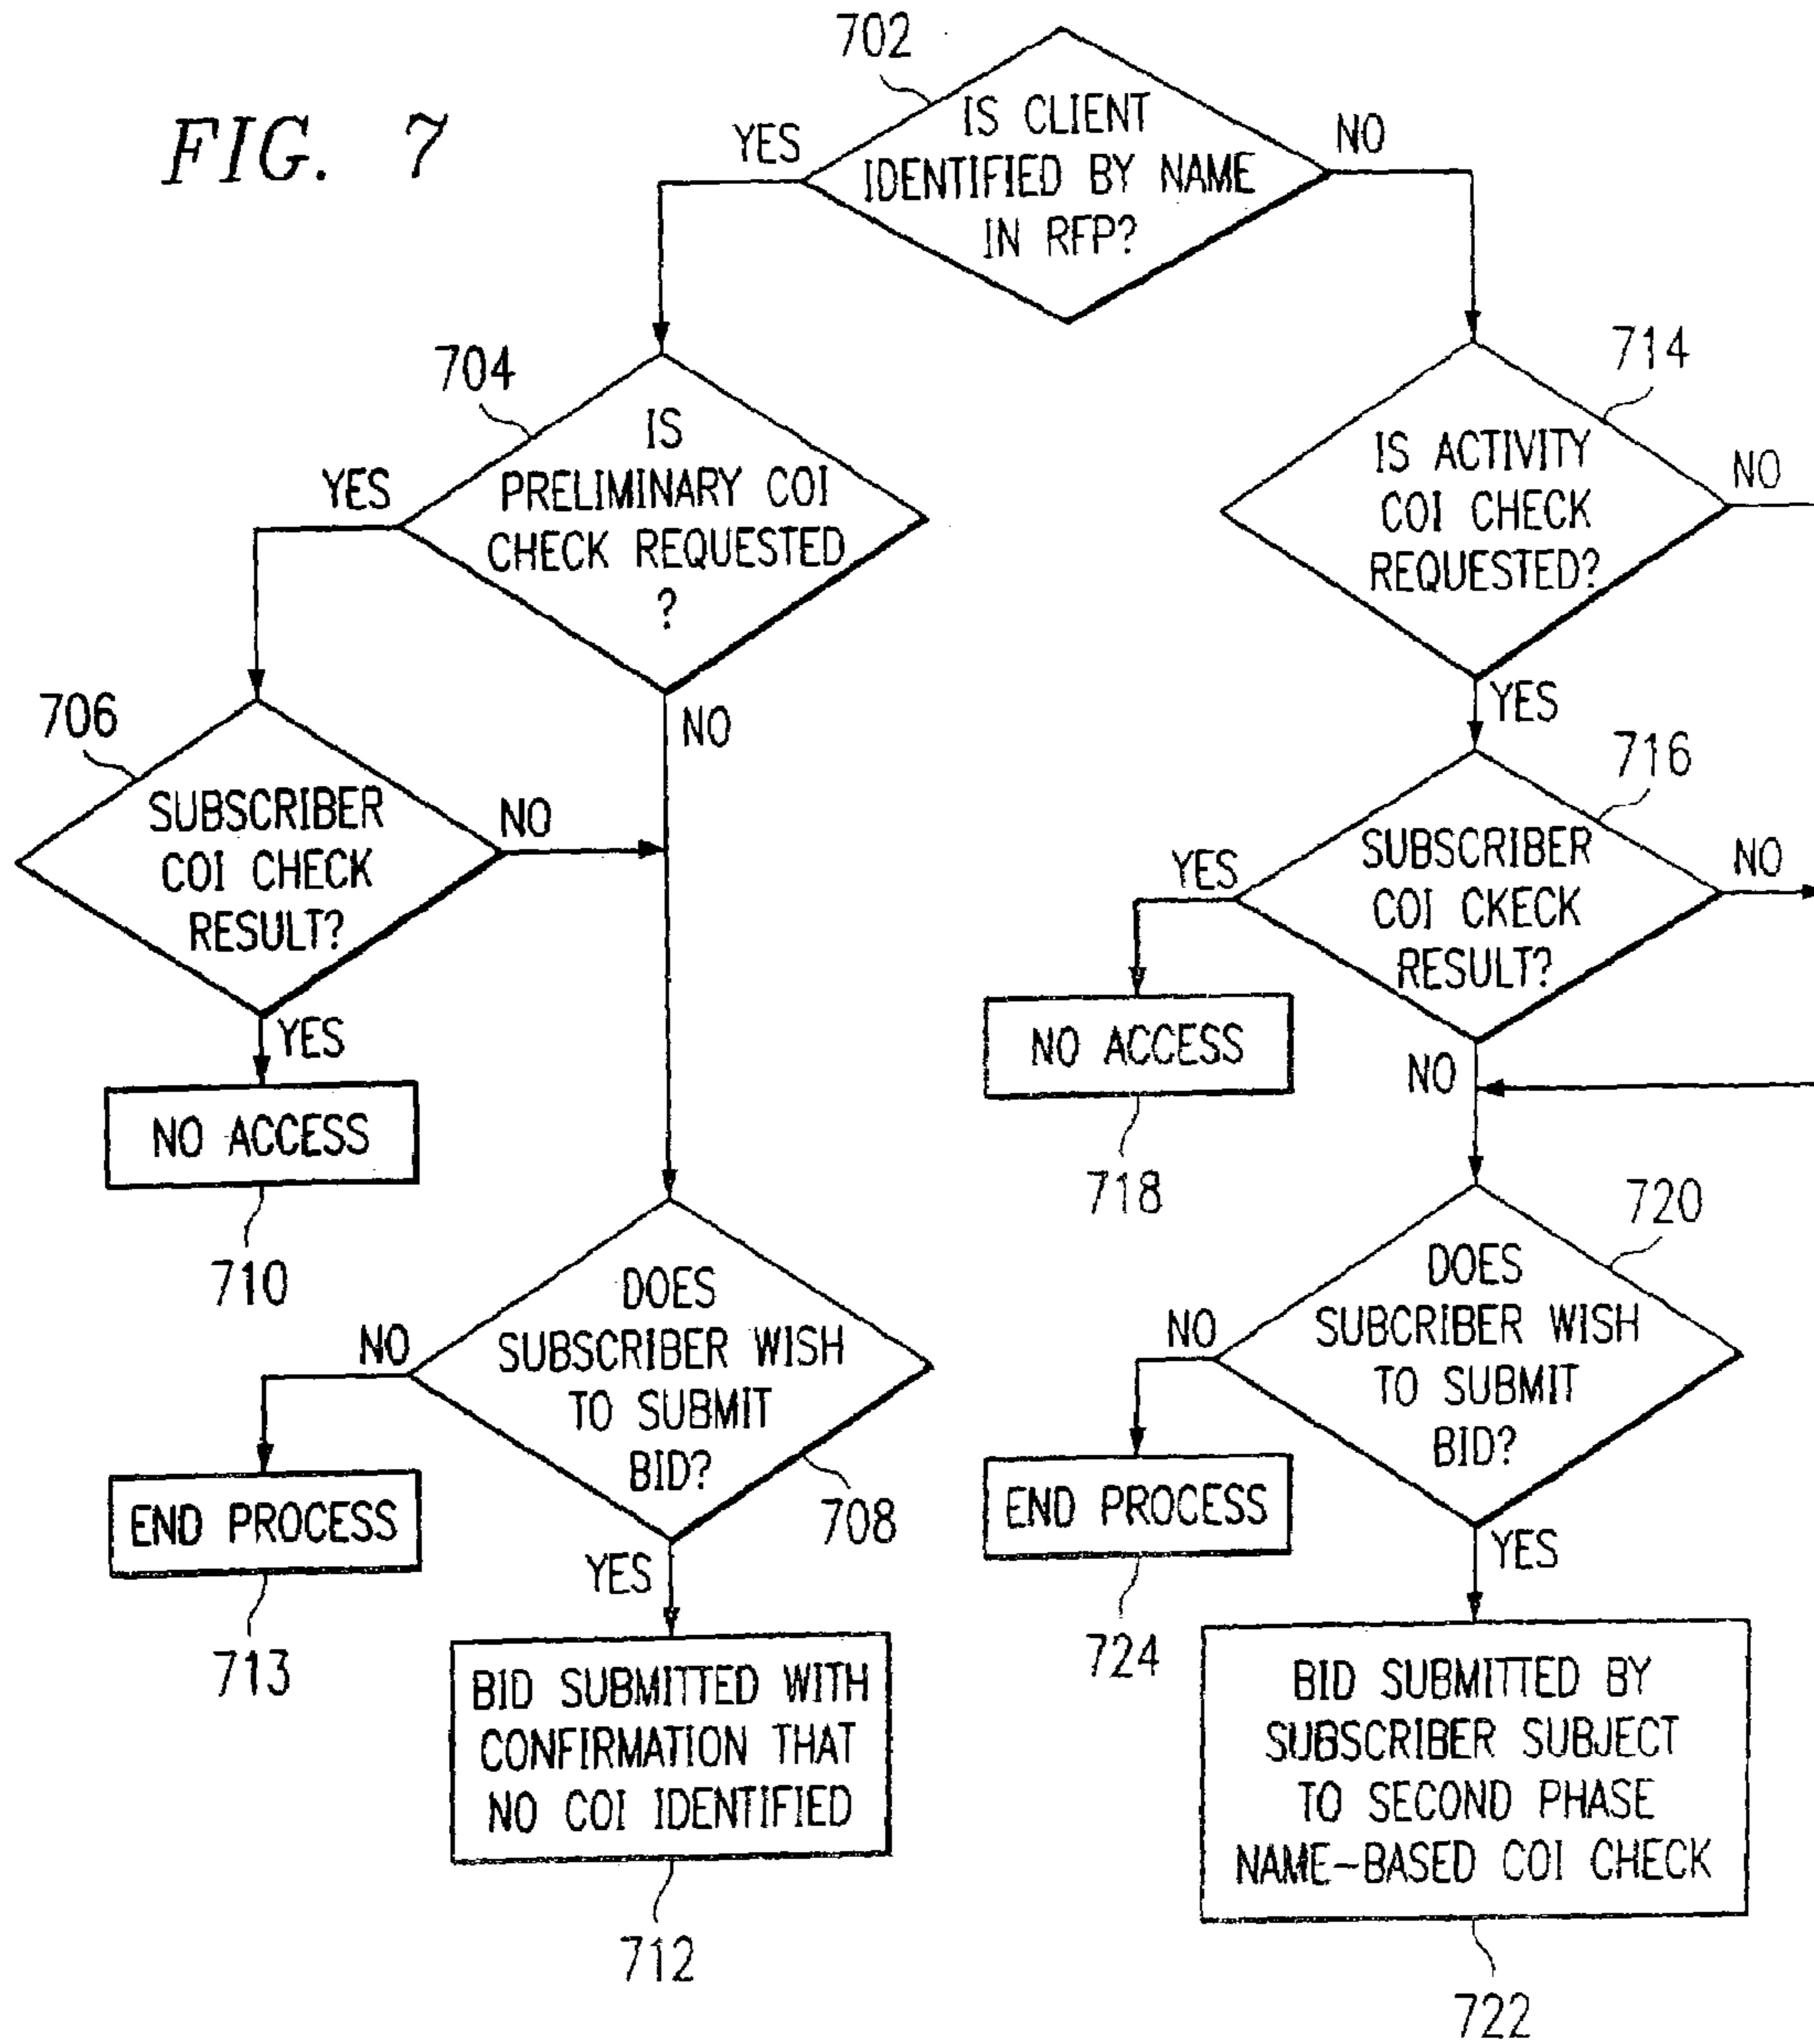 FIG. 7
702
IS CLIENT
IDENTIFIED BY NAME
IN RFP?
YES
NO
704
IS
PRELIMINARY COI
CHECK REQUESTED
?
YES
NO
714
IS ACTIVITY
COI CHECK
REQUESTED?
NO
YES
706
SUBSCRIBER
COI CHECK
RESULT?
NO
YES
716
SUBSCRIBER
COI CKECK
RESULT?
YES
NO
NO
NO ACCESS
710
NO ACCESS
718
DOES
SUBSCRIBER WISH
TO SUBMIT
BID?
NO
708
YES
720
DOES
SUBCRIBER WISH
TO SUBMIT
BID?
NO
YES
END PROCESS
713
END PROCESS
724
BID SUBMITTED WITH
CONFIRMATION THAT
NO COI IDENTIFIED
712
BID SUBMITTED BY
SUBSCRIBER SUBJECT
TO SECOND PHASE
NAME-BASED COI CHECK
722